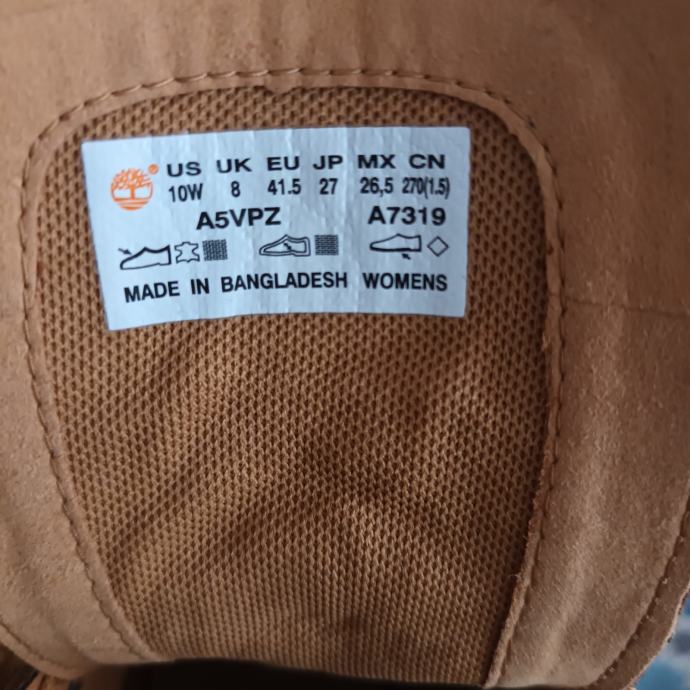 ® US UK EU JP MX CN
10W 8 41.5 27 26,5 270(1.5)
A5VPZ A7319
MADE IN BANGLADESH WOMENS